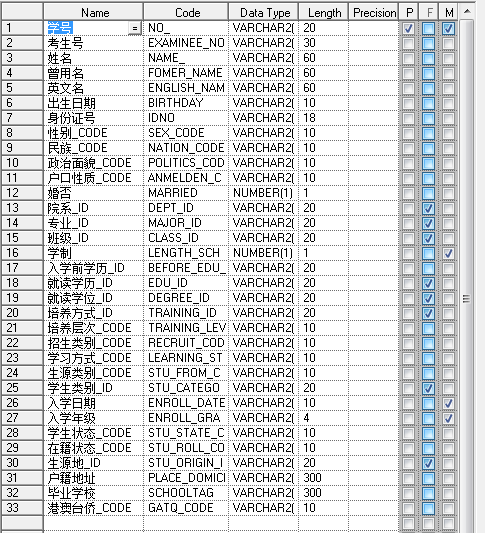 Name Code Data Type Length Precision P F M
1 学号 = NO_ VARCHAR2( 20
2 考生号 EXAMINEE_NO VARCHAR2( 30
3 姓名 NAME_ VARCHAR2( 60
4 曾用名 FOMER_NAME VARCHAR2( 60
5 英文名 ENGLISH_NAM VARCHAR2( 60
6 出生日期 BIRTHDAY VARCHAR2( 10
7 身份证号 IDNO VARCHAR2( 18
8 性别_CODE SEX_CODE VARCHAR2( 10
9 民族_CODE NATION_CODE VARCHAR2( 10
10 政治面貌_CODE POLITICS_COD VARCHAR2( 10
11 户口性质_CODE ANMELDEN_C VARCHAR2( 10
12 婚否 MARRIED NUMBER(1) 1
13 院系_ID DEPT_ID VARCHAR2( 20
14 专业_ID MAJOR_ID VARCHAR2( 20
15 班级_ID CLASS_ID VARCHAR2( 20
16 学制 LENGTH_SCH NUMBER(1) 1
17 入学前学历_ID BEFORE_EDU_ VARCHAR2( 20
18 就读学历_ID EDU_ID VARCHAR2( 20
19 就读学位_ID DEGREE_ID VARCHAR2( 20
20 培养方式_ID TRAINING_ID VARCHAR2( 20
21 培养层次_CODE TRAINING_LEV VARCHAR2( 10
22 招生类别_CODE RECRUIT_COD VARCHAR2( 10
23 学习方式_CODE LEARNING_ST VARCHAR2( 10
24 生源类别_CODE STU_FROM_C VARCHAR2( 10
25 学生类别_ID STU_CATEGO VARCHAR2( 20
26 入学日期 ENROLL_DATE VARCHAR2( 10
27 入学年级 ENROLL_GRA VARCHAR2( 4
28 学生状态_CODE STU_STATE_C VARCHAR2( 10
29 在籍状态_CODE STU_ROLL_CO VARCHAR2( 10
30 生源地_ID STU_ORIGIN_I VARCHAR2( 20
31 户籍地址 PLACE_DOMICI VARCHAR2( 300
32 毕业学校 SCHOOLTAG VARCHAR2( 300
33 港澳台侨_CODE GATQ_CODE VARCHAR2( 10